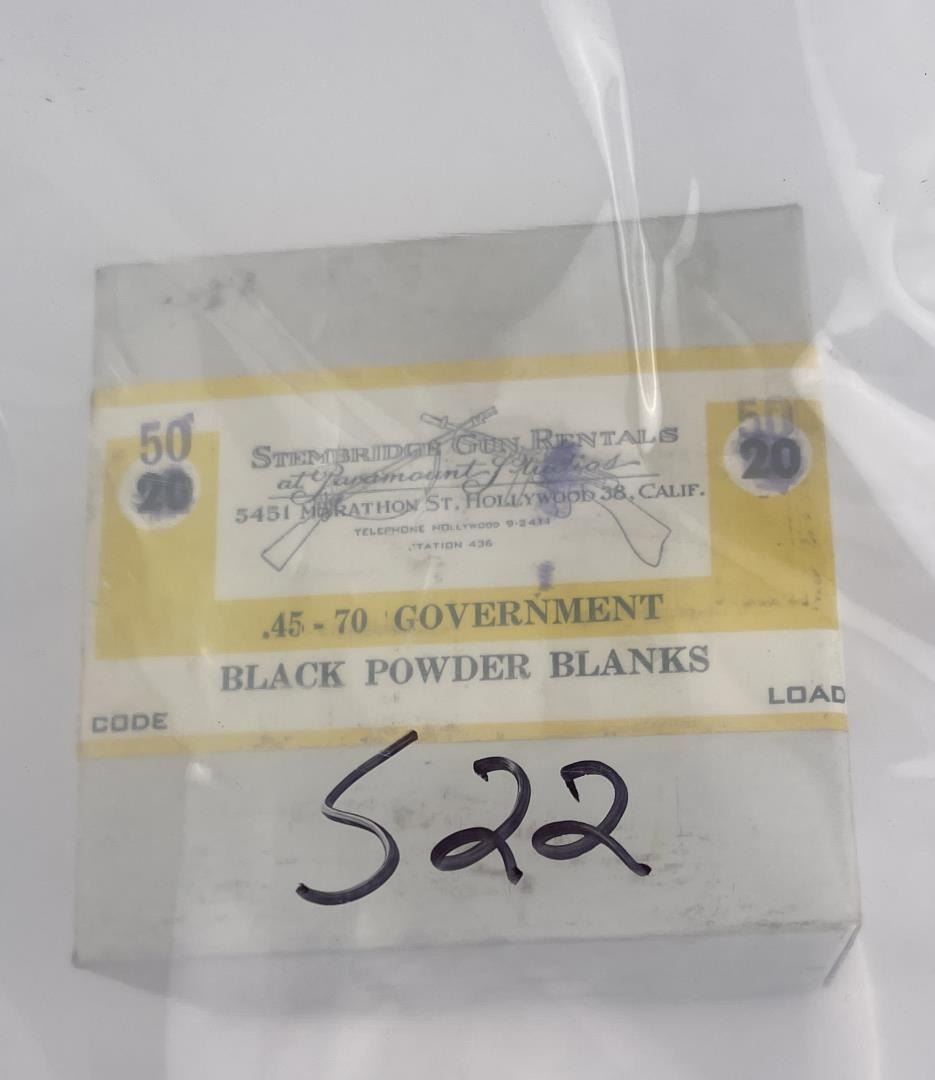 50 50
20 20
STEMBRIDGE GUN RENTALS
at Paramount Studios
5451 MARATHON ST. HOLLYWOOD 38, CALIF.
TELEPHONE HOLLYWOOD 9-2411
STATION 436
.45-70 GOVERNMENT
BLACK POWDER BLANKS
CODE LOAD
522